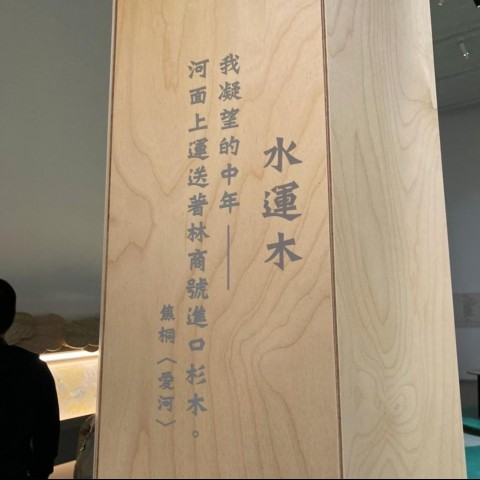 水運木
我凝望的中年——
河面上運送著林商號進口杉木。
焦桐〈愛河〉